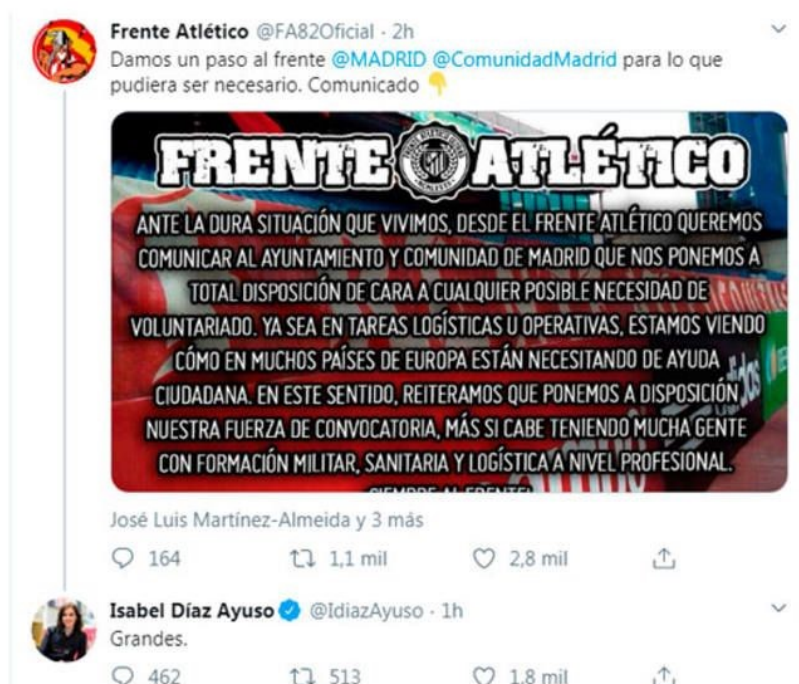 Frente Atlético @FA82Oficial · 2h
Damos un paso al frente @MADRID @ComunidadMadrid para lo que
pudiera ser necesario. Comunicado 👇
FRENTE ATLÉTICO
ANTE LA DURA SITUACIÓN QUE VIVIMOS, DESDE EL FRENTE ATLÉTICO QUEREMOS
COMUNICAR AL AYUNTAMIENTO Y COMUNIDAD DE MADRID QUE NOS PONEMOS A
TOTAL DISPOSICIÓN DE CARA A CUALQUIER POSIBLE NECESIDAD DE
VOLUNTARIADO. YA SEA EN TAREAS LOGÍSTICAS U OPERATIVAS, ESTAMOS VIENDO
CÓMO EN MUCHOS PAÍSES DE EUROPA ESTÁN NECESITANDO DE AYUDA
CIUDADANA. EN ESTE SENTIDO, REITERAMOS QUE PONEMOS A DISPOSICIÓN
NUESTRA FUERZA DE CONVOCATORIA, MÁS SI CABE TENIENDO MUCHA GENTE
CON FORMACIÓN MILITAR, SANITARIA Y LOGÍSTICA A NIVEL PROFESIONAL.
SIEMPRE AL FRENTE!
adidas
José Luis Martínez-Almeida y 3 más
164 1,1 mil 2,8 mil
Isabel Díaz Ayuso @IdiazAyuso · 1h
Grandes.
462 513 1,8 mil